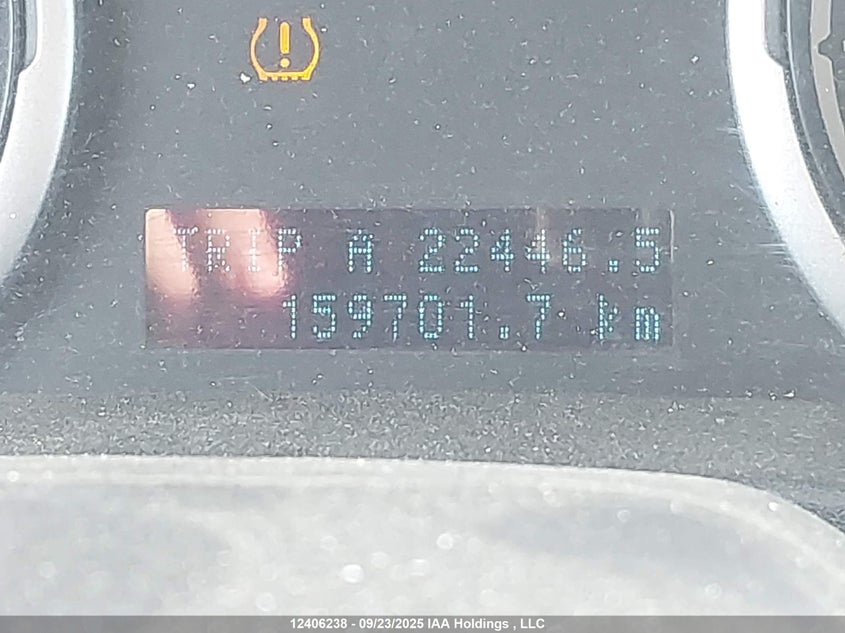 TRIP A 22446.5
159701.7 km
12406238 - 09/23/2025 IAA Holdings , LLC